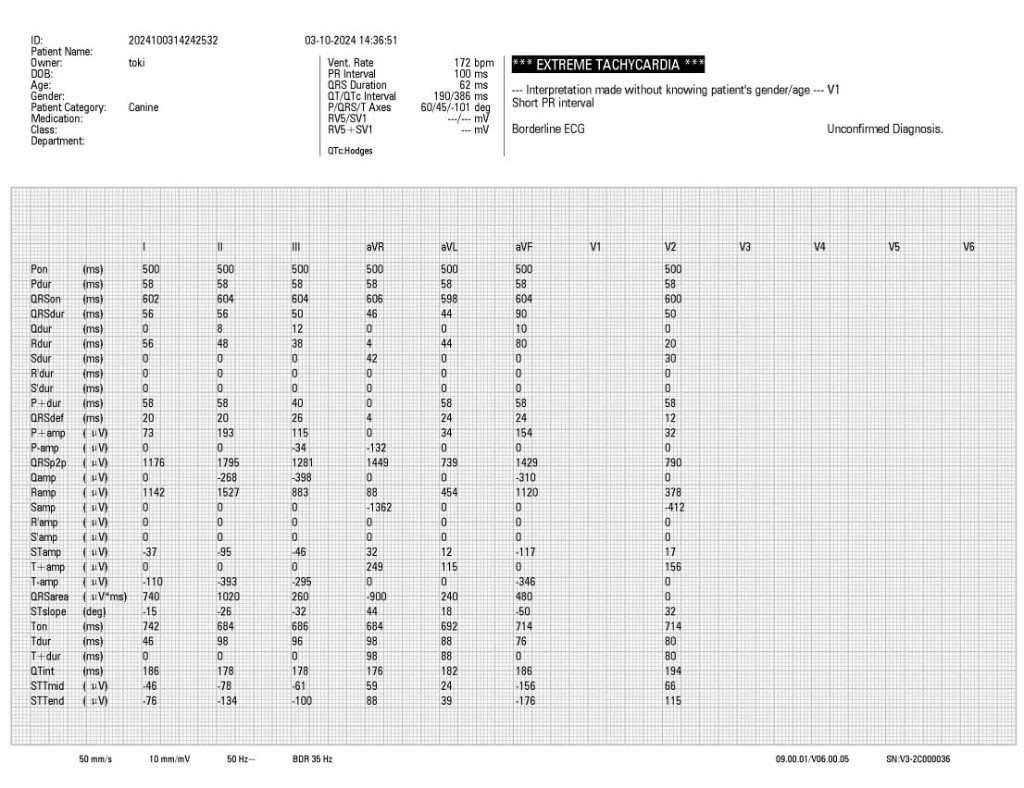 ID: 2024100314242532 03-10-2024 14:36:51
Patient Name:
Owner: toki Vent. Rate 172 bpm *** EXTREME TACHYCARDIA ***
DOB: PR Interval 100 ms
Age: QRS Duration 62 ms
Gender: QT/QTc Interval 190/386 ms --- Interpretation made without knowing patient's gender/age --- V1
Patient Category: Canine P/QRS/T Axes 60/45/-101 deg Short PR interval
Medication: RV5/SV1 ---/--- mV
Class: RV5+SV1 --- mV Borderline ECG Unconfirmed Diagnosis.
Department:
QTc:Hodges
I II III aVR aVL aVF V1 V2 V3 V4 V5 V6
Pon (ms) 500 500 500 500 500 500 500
Pdur (ms) 58 58 58 58 58 58 58
QRSon (ms) 602 604 604 606 598 604 600
QRSdur (ms) 56 56 50 46 44 90 50
Qdur (ms) 0 8 12 0 0 10 0
Rdur (ms) 56 48 38 4 44 80 20
Sdur (ms) 0 0 0 42 0 0 30
R'dur (ms) 0 0 0 0 0 0 0
S'dur (ms) 0 0 0 0 0 0 0
P+dur (ms) 58 58 40 0 58 58 58
QRSdef (ms) 20 20 26 4 24 24 12
P+amp ( μV) 73 193 115 0 34 154 32
P-amp ( μV) 0 0 -34 -132 0 0 0
QRSp2p ( μV) 1176 1795 1281 1449 739 1429 790
Qamp ( μV) 0 -268 -398 0 0 -310 0
Ramp ( μV) 1142 1527 883 88 454 1120 378
Samp ( μV) 0 0 0 -1362 0 0 -412
R'amp ( μV) 0 0 0 0 0 0 0
S'amp ( μV) 0 0 0 0 0 0 0
STamp ( μV) -37 -95 -46 32 12 -117 17
T+amp ( μV) 0 0 0 249 115 0 156
T-amp ( μV) -110 -393 -295 0 0 -346 0
QRSarea ( μV*ms) 740 1020 260 -900 240 480 0
STslope (deg) -15 -26 -32 44 18 -50 32
Ton (ms) 742 684 686 684 692 714 714
Tdur (ms) 46 98 96 98 88 76 80
T+dur (ms) 0 0 0 98 88 0 80
QTint (ms) 186 178 178 176 182 186 194
STTmid ( μV) -46 -78 -61 59 24 -156 66
STTend ( μV) -76 -134 -100 88 39 -176 115
50 mm/s 10 mm/mV 50 Hz-- BDR 35 Hz 09.00.01/V06.00.05 SN:V3-2C000036